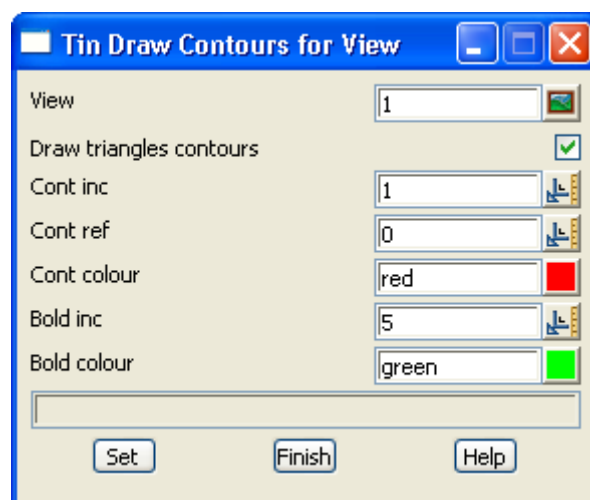 Tin Draw Contours for View
View 1
Draw triangles contours
Cont inc 1
Cont ref 0
Cont colour red
Bold inc 5
Bold colour green
Set Finish Help